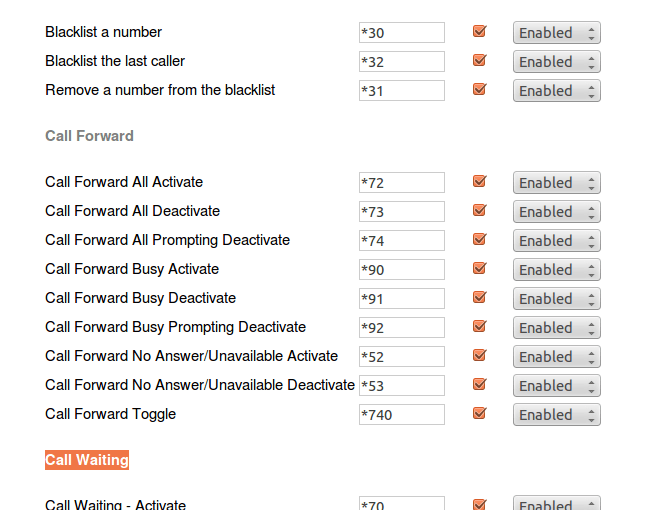 Blacklist a number *30 Enabled
Blacklist the last caller *32 Enabled
Remove a number from the blacklist *31 Enabled
Call Forward
Call Forward All Activate *72 Enabled
Call Forward All Deactivate *73 Enabled
Call Forward All Prompting Deactivate *74 Enabled
Call Forward Busy Activate *90 Enabled
Call Forward Busy Deactivate *91 Enabled
Call Forward Busy Prompting Deactivate *92 Enabled
Call Forward No Answer/Unavailable Activate *52 Enabled
Call Forward No Answer/Unavailable Deactivate *53 Enabled
Call Forward Toggle *740 Enabled
Call Waiting
Call Waiting - Activate *70 Enabled